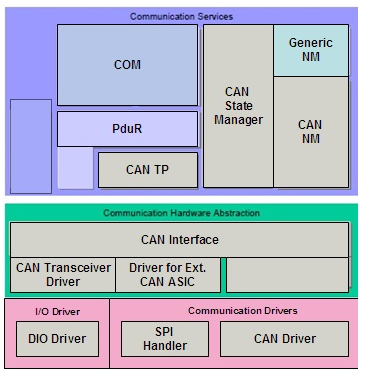 Communication Services
COM
CAN
State
Manager
Generic
NM
PduR
CAN
NM
CAN TP
Communication Hardware Abstraction
CAN Interface
CAN Transceiver
Driver
Driver for Ext.
CAN ASIC
I/O Driver
Communication Drivers
DIO Driver
SPI
Handler
CAN Driver